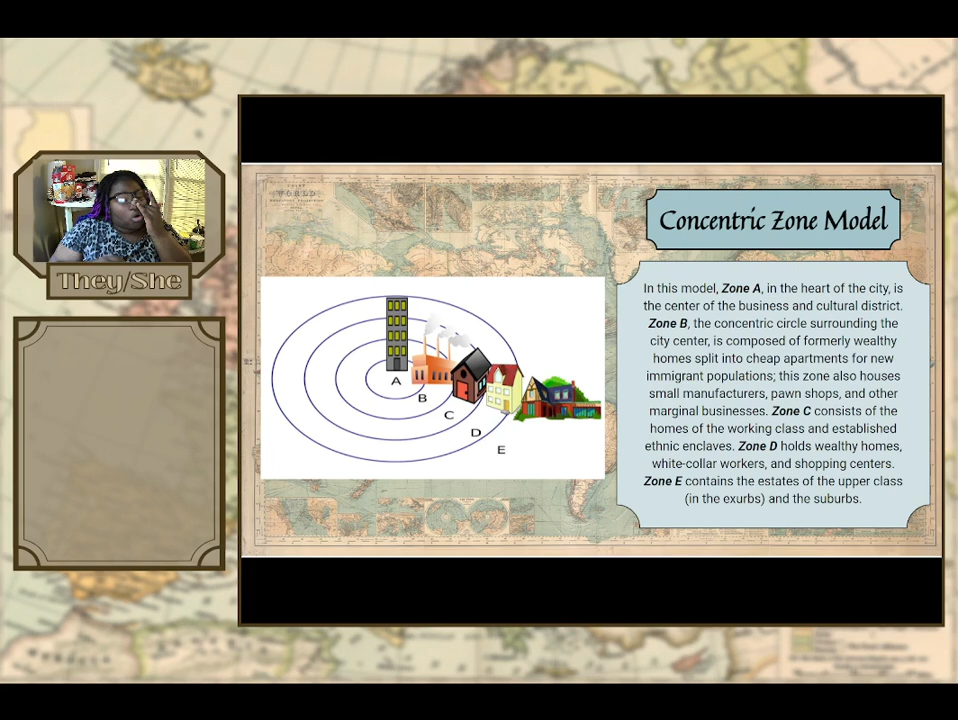 They/She
WORLD
Concentric Zone Model
In this model, Zone A, in the heart of the city, is
the center of the business and cultural district.
Zone B, the concentric circle surrounding the
city center, is composed of formerly wealthy
homes split into cheap apartments for new
immigrant populations; this zone also houses
small manufacturers, pawn shops, and other
marginal businesses. Zone C consists of the
homes of the working class and established
ethnic enclaves. Zone D holds wealthy homes,
white-collar workers, and shopping centers.
Zone E contains the estates of the upper class
(in the exurbs) and the suburbs.
A
B
C
D
E